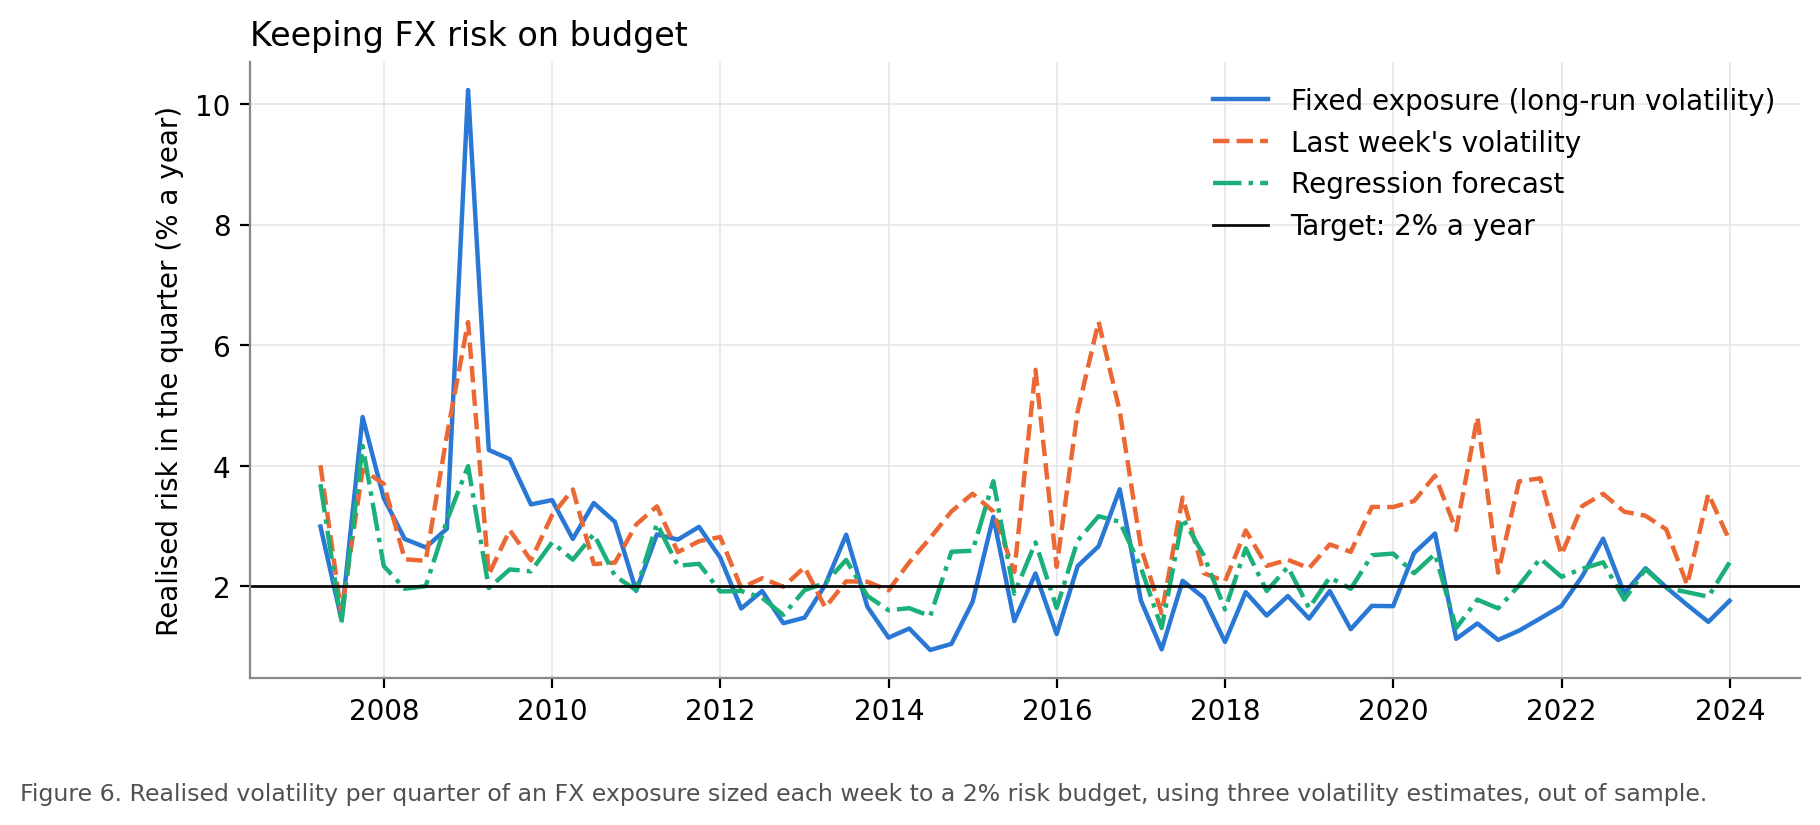 Keeping FX risk on budget
Realised risk in the quarter (% a year)
10
8
6
4
2
Fixed exposure (long-run volatility)
Last week's volatility
Regression forecast
Target: 2% a year
2008 2010 2012 2014 2016 2018 2020 2022 2024
Figure 6. Realised volatility per quarter of an FX exposure sized each week to a 2% risk budget, using three volatility estimates, out of sample.